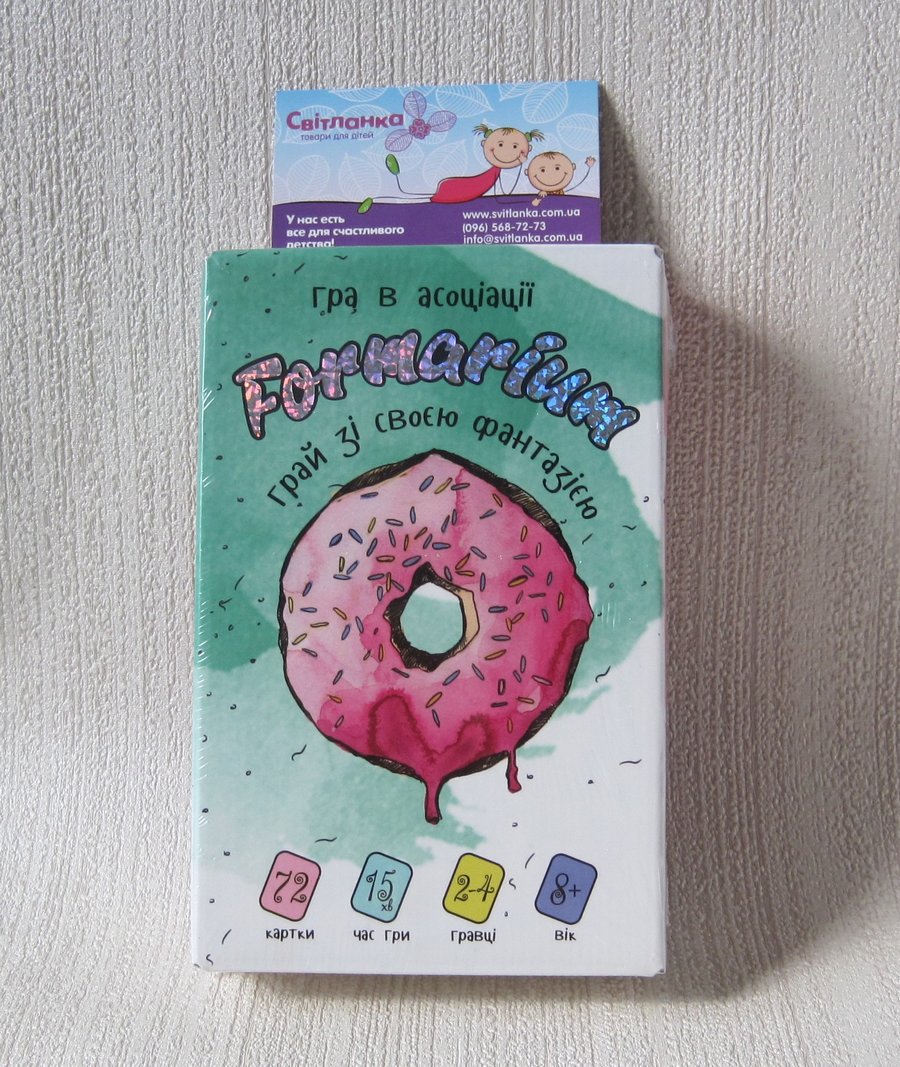 Світланка
товари для дітей
У нас есть
все для счастливого
детства!
www.svitlanka.com.ua
(096) 568-72-73
info@svitlanka.com.ua
гра в асоціації
Formarium
грай зі своєю фантазією
72
картки
15 хв
час гри
2-4
гравці
8+
вік